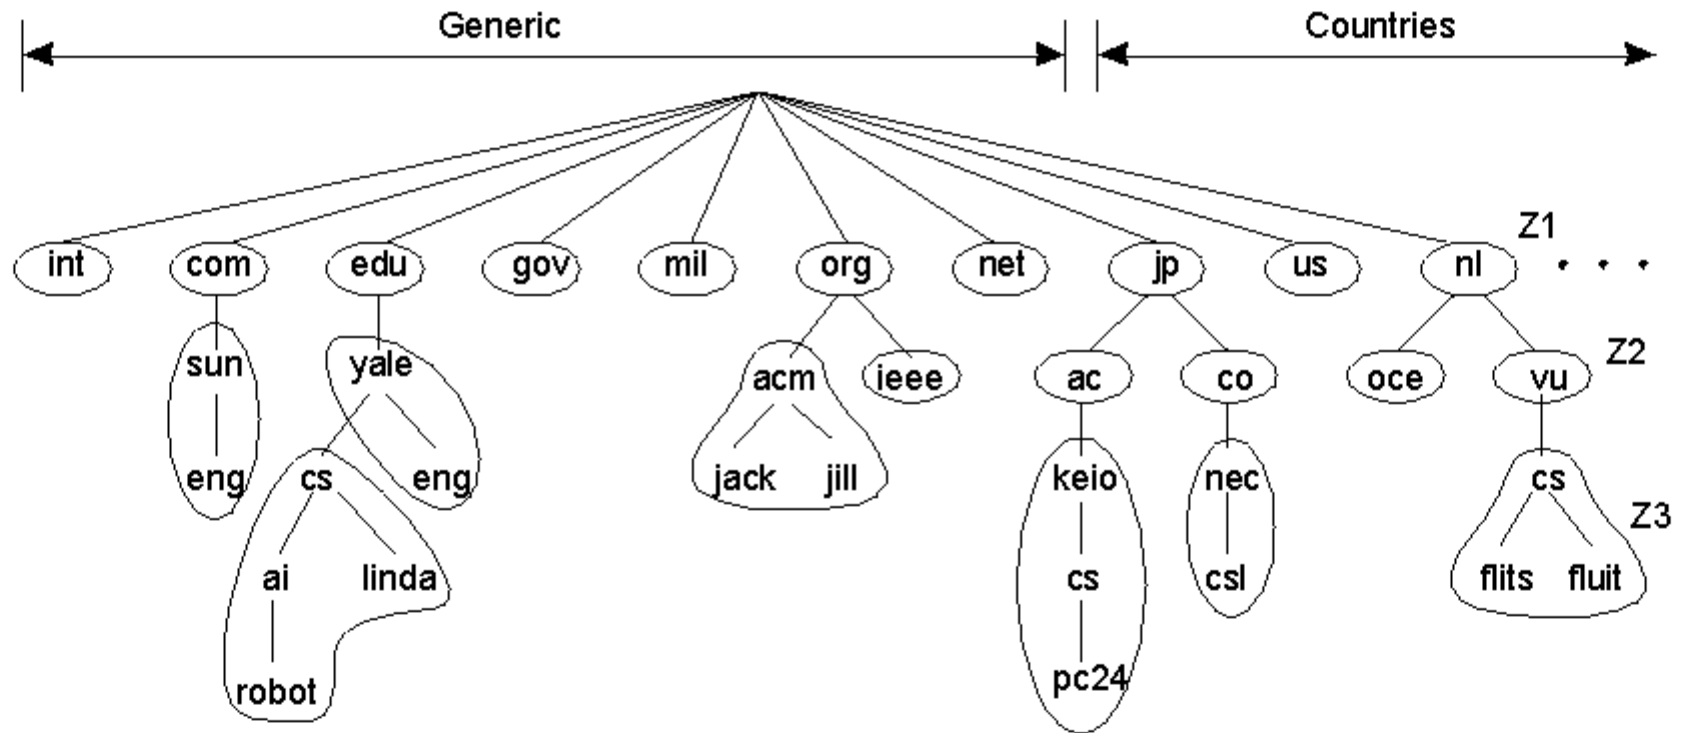 Generic Countries
Z1
int com edu gov mil org net jp us nl . . .
Z2
sun yale acm ieee ac co oce vu
eng cs eng jack jill keio nec cs
Z3
ai linda cs csl flits fluit
robot pc24